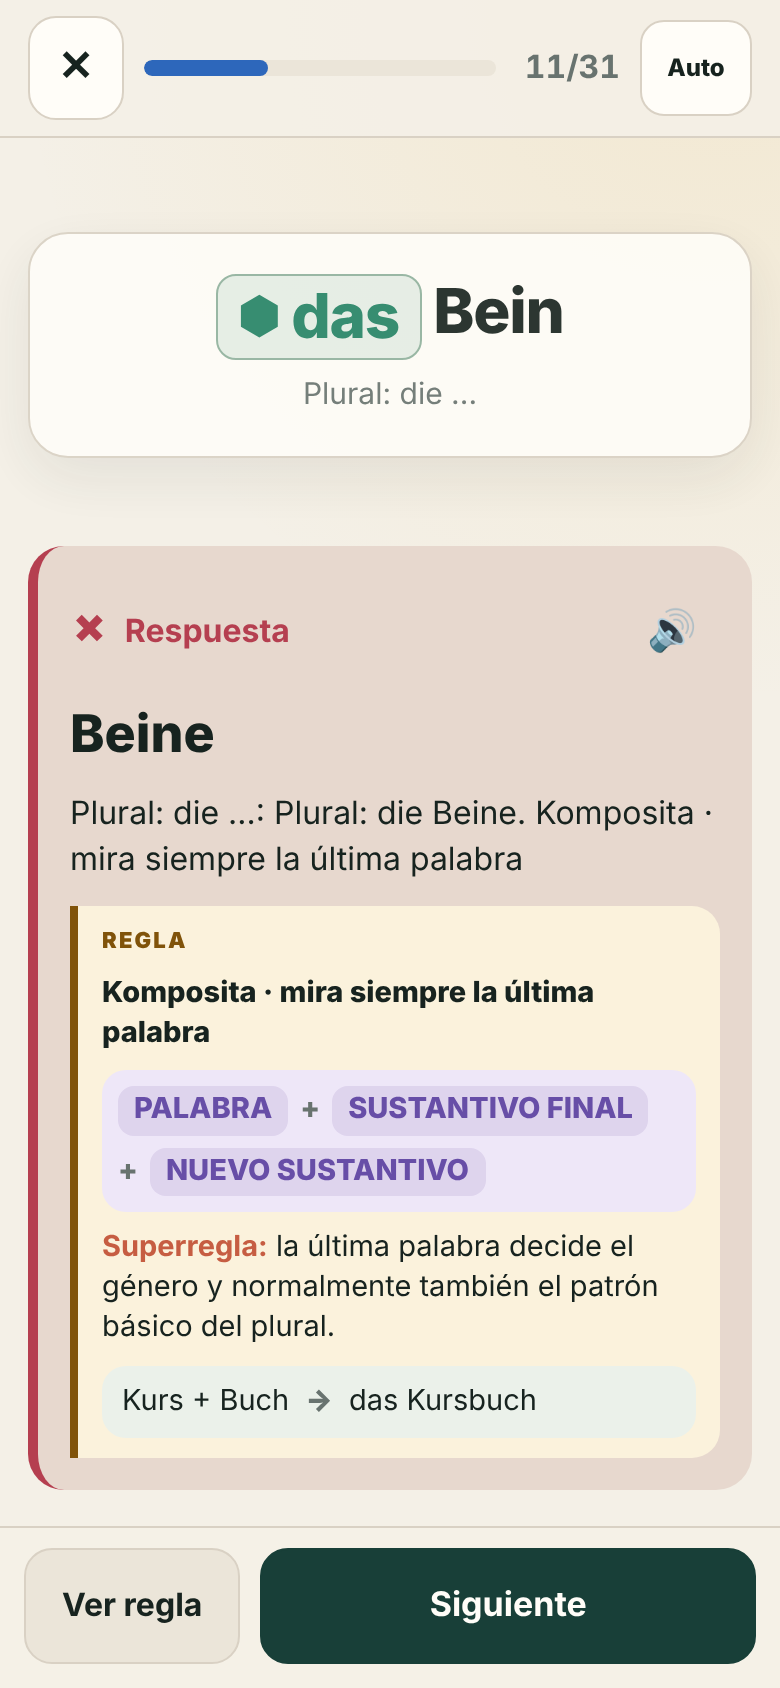 ✕ 11/31 Auto
das Bein
Plural: die ...
✖ Respuesta
Beine
Plural: die ...: Plural: die Beine. Komposita ·
mira siempre la última palabra
REGLA
Komposita · mira siempre la última
palabra
PALABRA + SUSTANTIVO FINAL
+ NUEVO SUSTANTIVO
Superregla: la última palabra decide el
género y normalmente también el patrón
básico del plural.
Kurs + Buch → das Kursbuch
Ver regla Siguiente